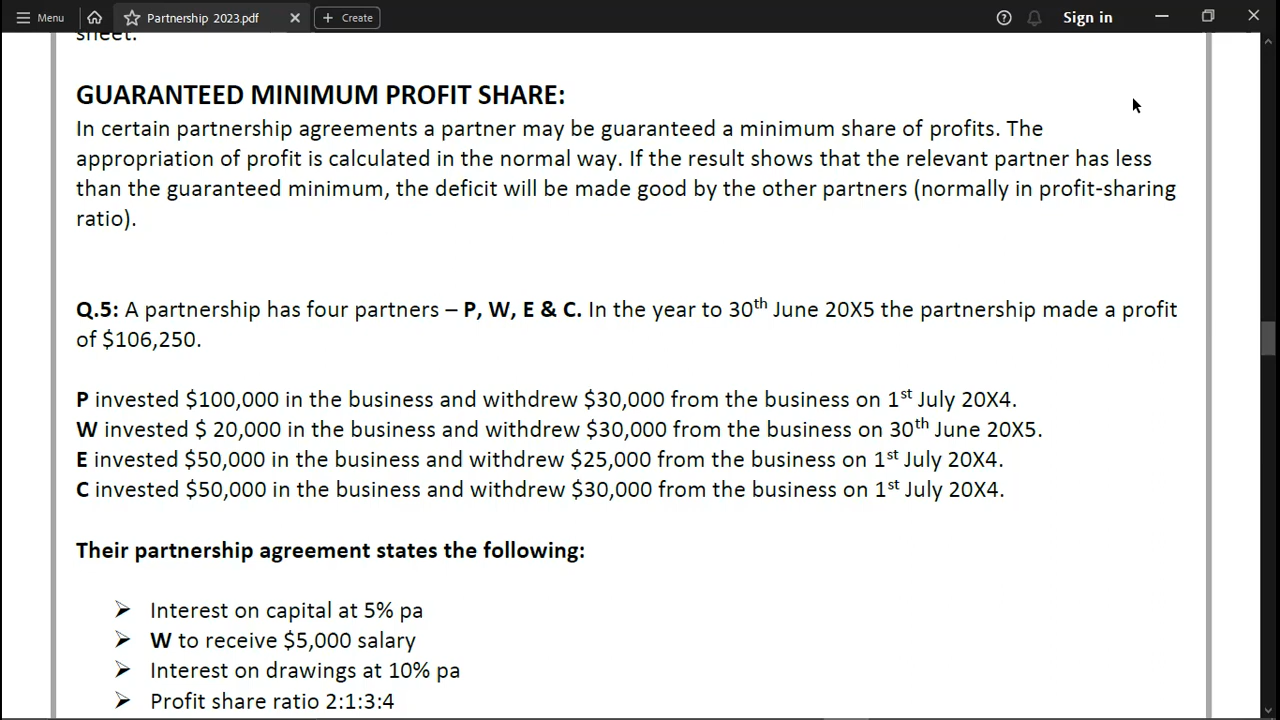 Menu
Partnership 2023.pdf
Create
Sign in
sheet.
GUARANTEED MINIMUM PROFIT SHARE:
In certain partnership agreements a partner may be guaranteed a minimum share of profits. The
appropriation of profit is calculated in the normal way. If the result shows that the relevant partner has less
than the guaranteed minimum, the deficit will be made good by the other partners (normally in profit-sharing
ratio).
Q.5: A partnership has four partners – P, W, E & C. In the year to 30th June 20X5 the partnership made a profit
of $106,250.
P invested $100,000 in the business and withdrew $30,000 from the business on 1st July 20X4.
W invested $ 20,000 in the business and withdrew $30,000 from the business on 30th June 20X5.
E invested $50,000 in the business and withdrew $25,000 from the business on 1st July 20X4.
C invested $50,000 in the business and withdrew $30,000 from the business on 1st July 20X4.
Their partnership agreement states the following:
➢ Interest on capital at 5% pa
➢ W to receive $5,000 salary
➢ Interest on drawings at 10% pa
➢ Profit share ratio 2:1:3:4